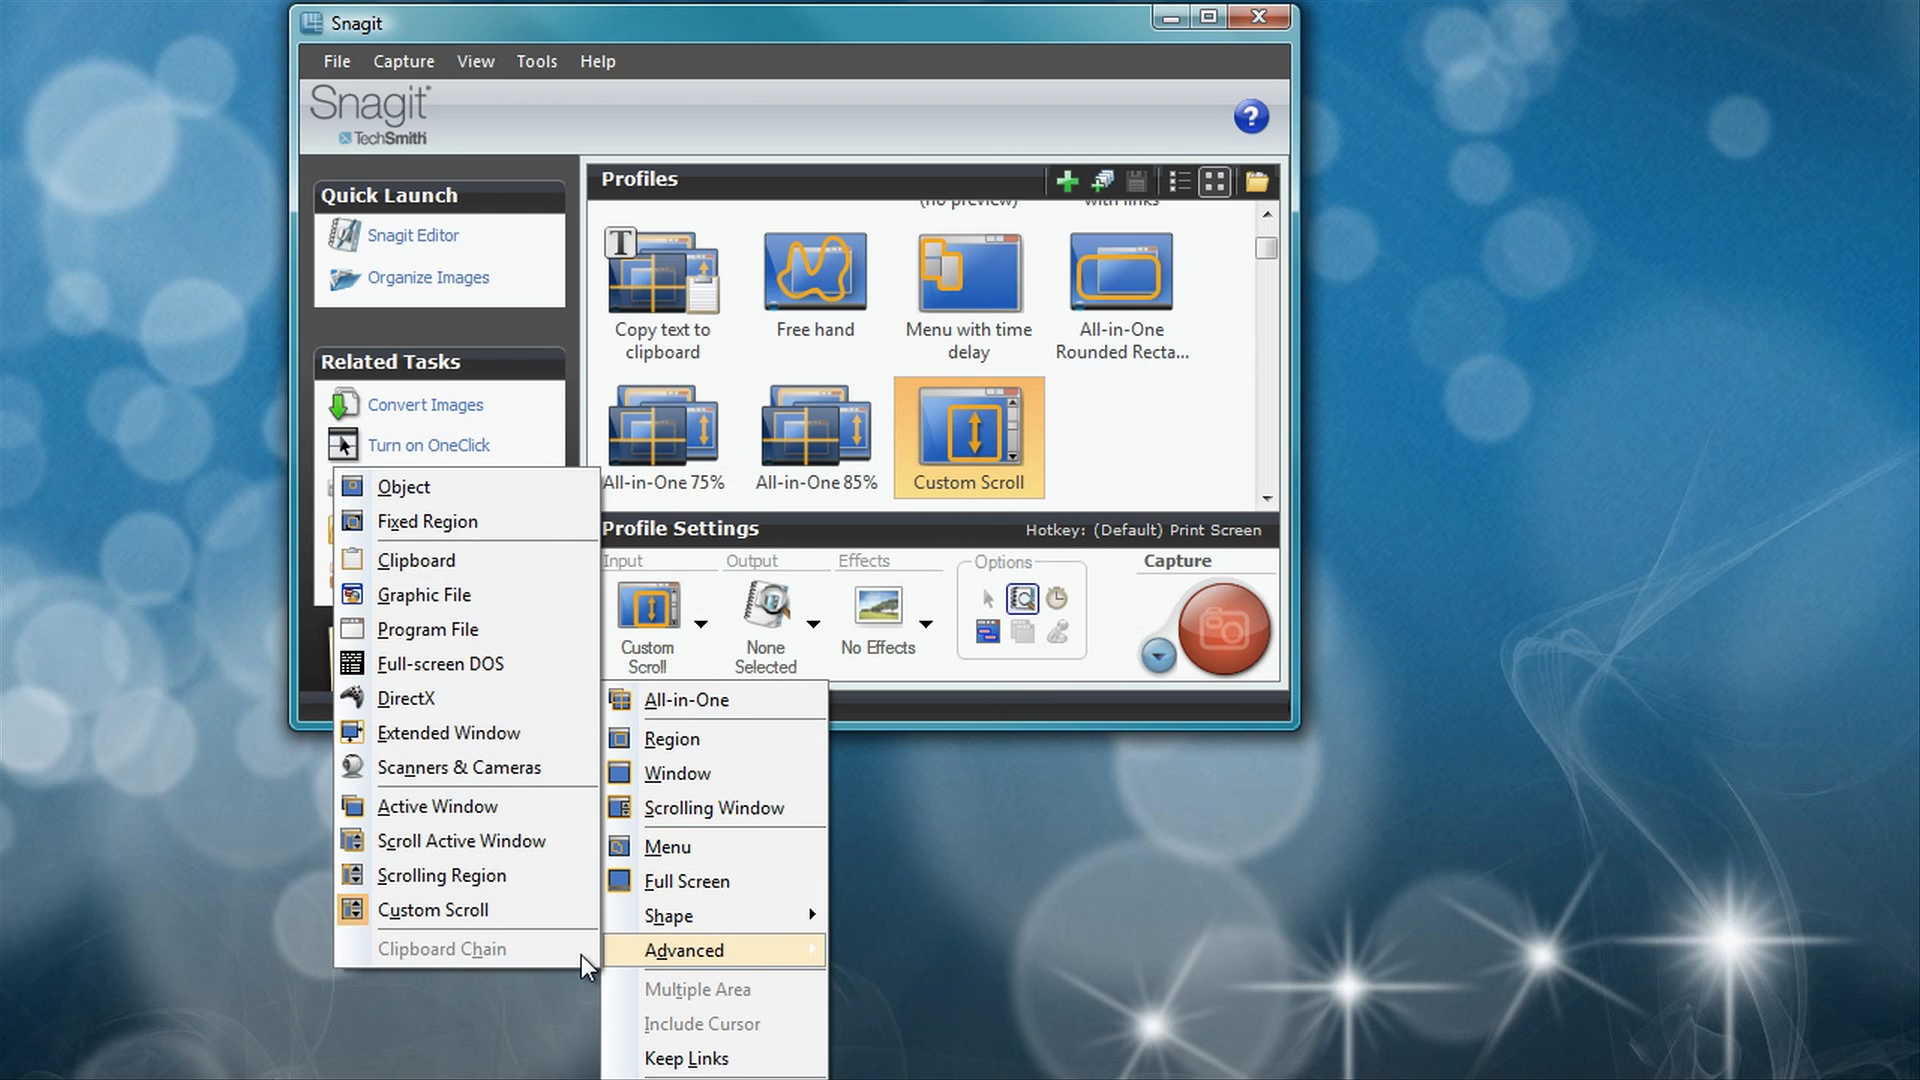 Snagit
File Capture View Tools Help
Snagit
TechSmith
Quick Launch
Snagit Editor
Organize Images
Related Tasks
Convert Images
Turn on OneClick
Profiles
(no preview)
with links
Copy text to clipboard
Free hand
Menu with time delay
All-in-One Rounded Recta...
All-in-One 75%
All-in-One 85%
Custom Scroll
Profile Settings
Hotkey: (Default) Print Screen
Input
Output
Effects
Options
Capture
Custom Scroll
None Selected
No Effects
Object
Fixed Region
Clipboard
Graphic File
Program File
Full-screen DOS
DirectX
Extended Window
Scanners & Cameras
Active Window
Scroll Active Window
Scrolling Region
Custom Scroll
Clipboard Chain
All-in-One
Region
Window
Scrolling Window
Menu
Full Screen
Shape
Advanced
Multiple Area
Include Cursor
Keep Links